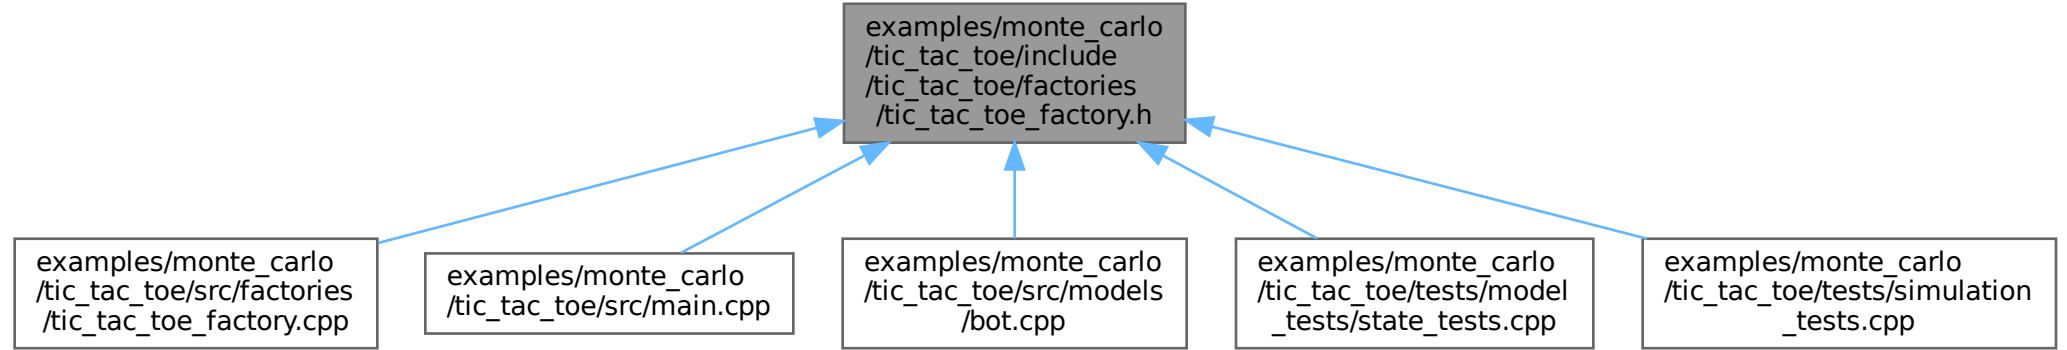 examples/monte_carlo
/tic_tac_toe/include
/tic_tac_toe/factories
/tic_tac_toe_factory.h
examples/monte_carlo
/tic_tac_toe/src/factories
/tic_tac_toe_factory.cpp
examples/monte_carlo
/tic_tac_toe/src/main.cpp
examples/monte_carlo
/tic_tac_toe/src/models
/bot.cpp
examples/monte_carlo
/tic_tac_toe/tests/model
_tests/state_tests.cpp
examples/monte_carlo
/tic_tac_toe/tests/simulation
_tests.cpp